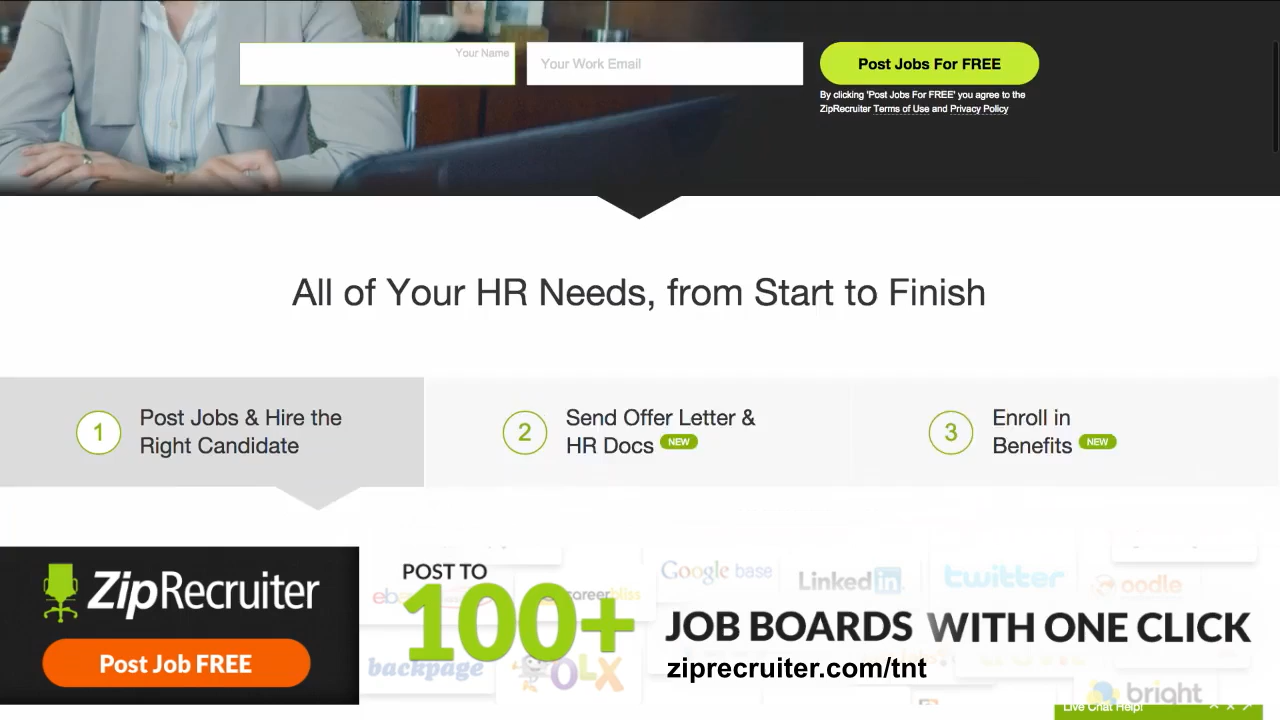 Your Name
Your Work Email
Post Jobs For FREE
By clicking 'Post Jobs For FREE' you agree to the
ZipRecruiter Terms of Use and Privacy Policy
All of Your HR Needs, from Start to Finish
1
Post Jobs & Hire the
Right Candidate
2
Send Offer Letter &
HR Docs NEW
3
Enroll in
Benefits NEW
ZipRecruiter
Post Job FREE
POST TO
100+
JOB BOARDS WITH ONE CLICK
ziprecruiter.com/tnt
Google base
LinkedIn
twitter
oodle
careerbliss
backpage
OLX
bright
Live Chat Help!